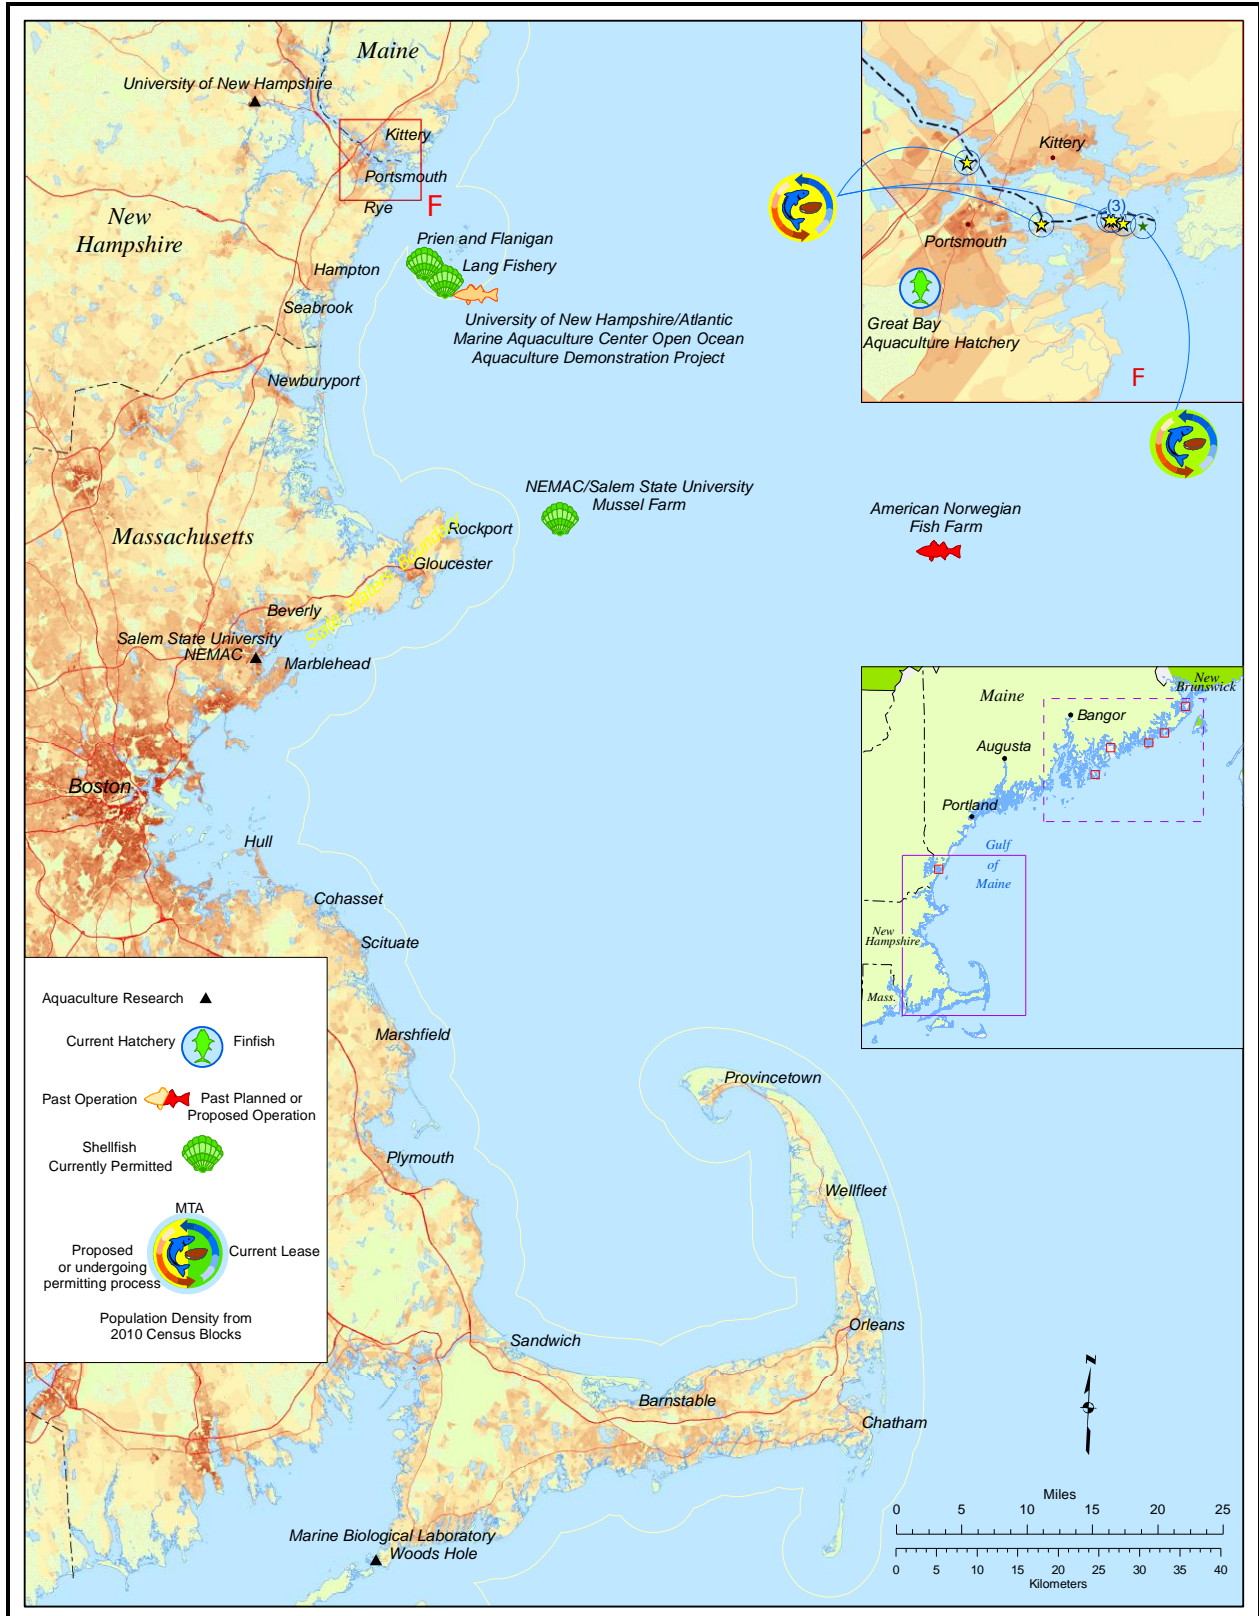 Maine
University of New Hampshire
Kittery
Portsmouth
Rye
F
New
Hampshire
Prien and Flanigan
Lang Fishery
Hampton
Seabrook
University of New Hampshire/Atlantic
Marine Aquaculture Center Open Ocean
Aquaculture Demonstration Project
Newburyport
Kittery
(3)
Portsmouth
Great Bay
Aquaculture Hatchery
F
NEMAC/Salem State University
Mussel Farm
American Norwegian
Fish Farm
Massachusetts
Rockport
Gloucester
State Waters Boundary
Beverly
Salem State University
NEMAC
Marblehead
Boston
Hull
Cohasset
Scituate
Marshfield
Plymouth
Provincetown
Wellfleet
Orleans
Sandwich
Barnstable
Chatham
Marine Biological Laboratory
Woods Hole
New
Brunswick
Maine
Bangor
Augusta
Portland
Gulf
of
Maine
New
Hampshire
Mass.
Aquaculture Research
Current Hatchery
Finfish
Past Operation
Past Planned or
Proposed Operation
Shellfish
Currently Permitted
MTA
Proposed
or undergoing
permitting process
Current Lease
Population Density from
2010 Census Blocks
N
Miles
0 5 10 15 20 25
0 5 10 15 20 25 30 35 40
Kilometers